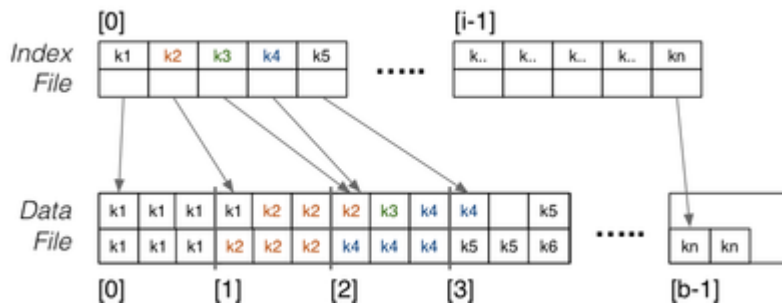 [0] [i-1]
Index k1 k2 k3 k4 k5 ..... k.. k.. k.. k.. kn
File
Data k1 k1 k1 k1 k2 k2 k2 k3 k4 k4 k5
File k1 k1 k1 k2 k2 k2 k4 k4 k4 k5 k5 k6 ..... kn kn
[0] [1] [2] [3] [b-1]